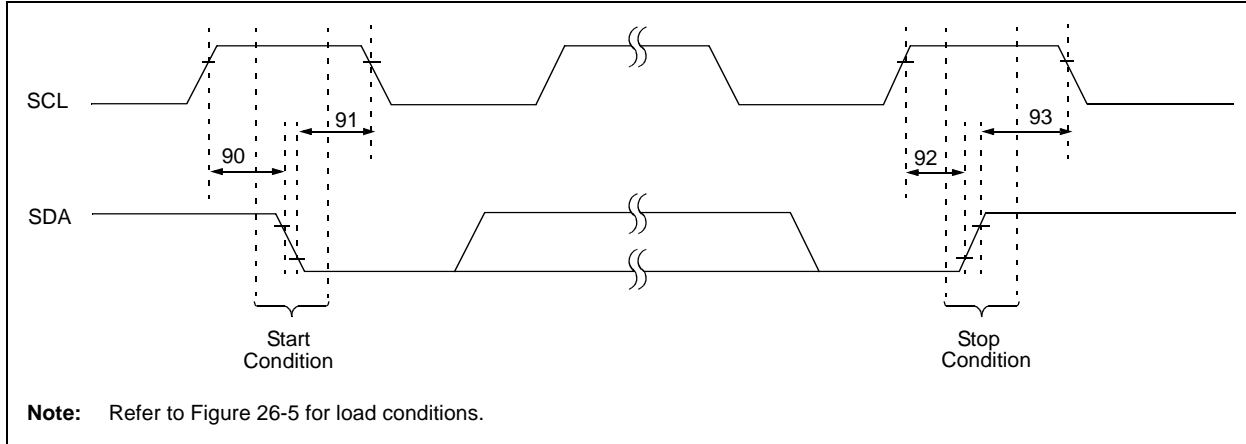 SCL
91
93
90
92
SDA
Start
Condition
Stop
Condition
Note: Refer to Figure 26-5 for load conditions.